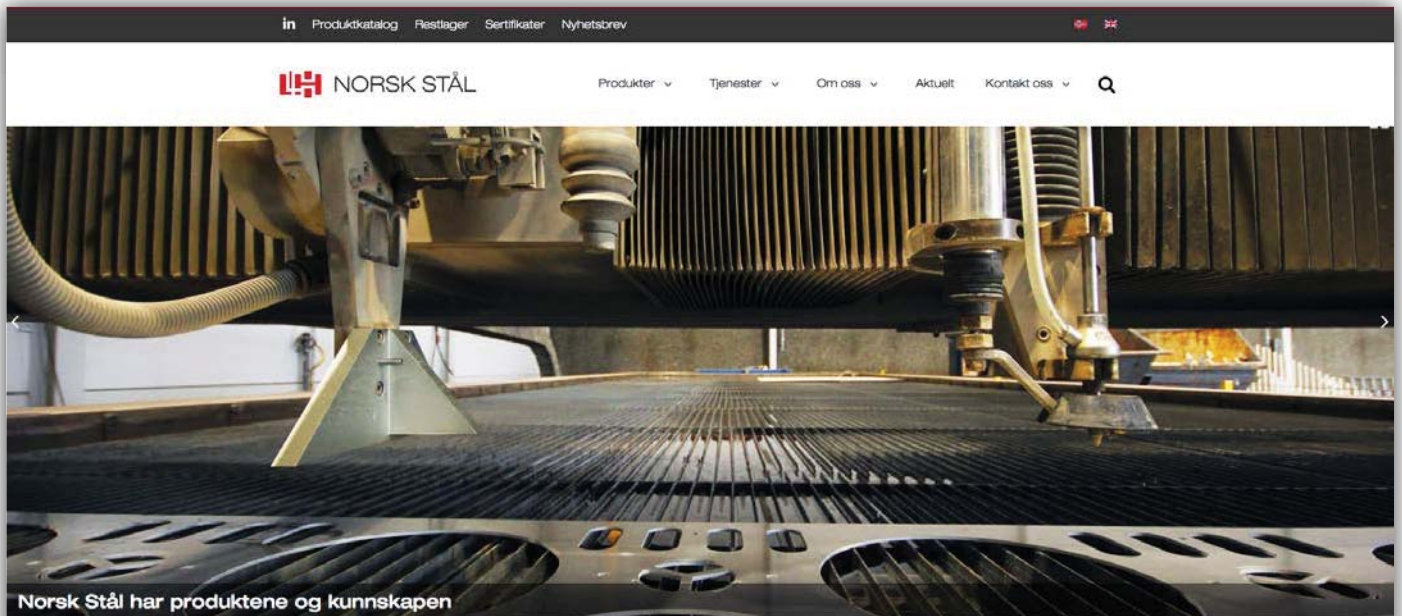 in Produktkatalog Restlager Sertifikater Nyhetsbrev
NORSK STÅL
Produkter Tjenester Om oss Aktuelt Kontakt oss
Norsk Stål har produktene og kunnskapen